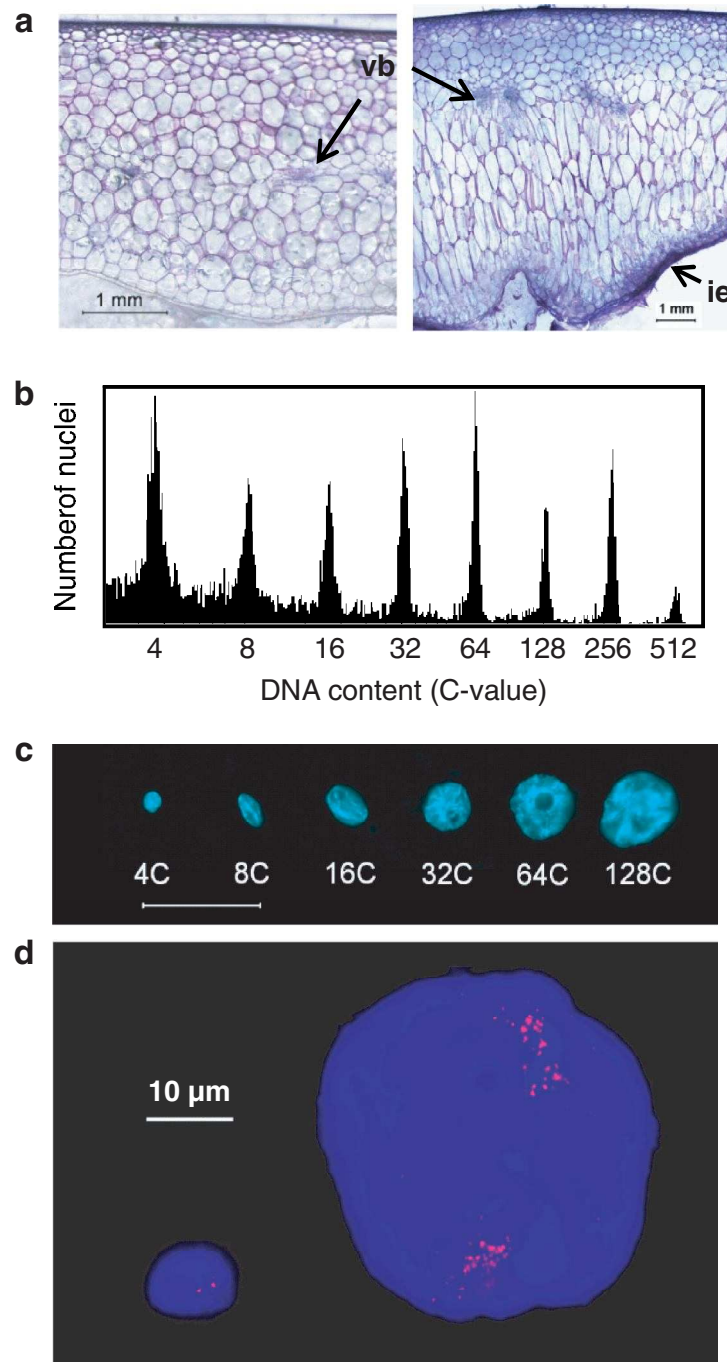 a
vb
1 mm
ie
1 mm
b
Numberof nuclei
4 8 16 32 64 128 256 512
DNA content (C-value)
c
4C 8C 16C 32C 64C 128C
d
10 µm